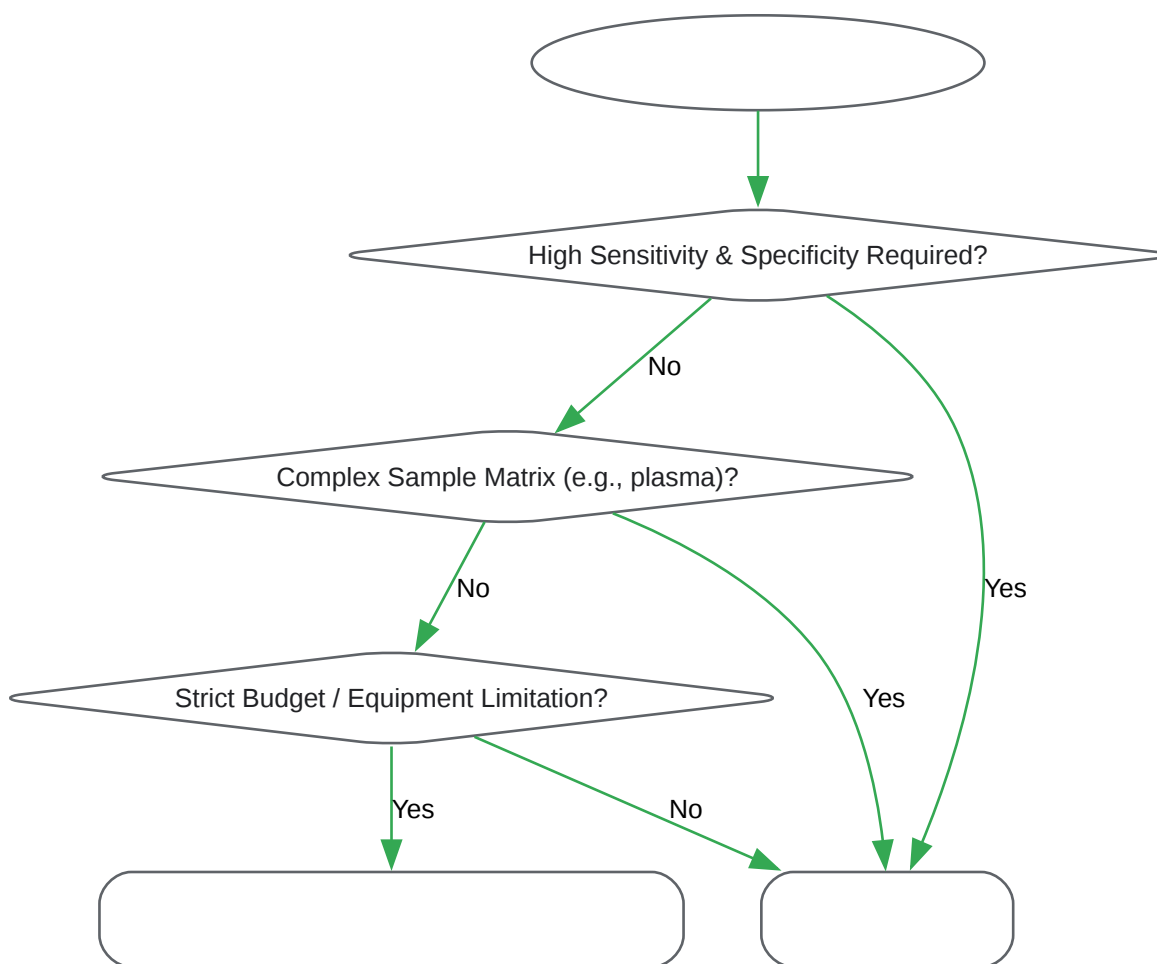 High Sensitivity & Specificity Required?
No
Complex Sample Matrix (e.g., plasma)?
No
Yes
Strict Budget / Equipment Limitation?
Yes
Yes
No